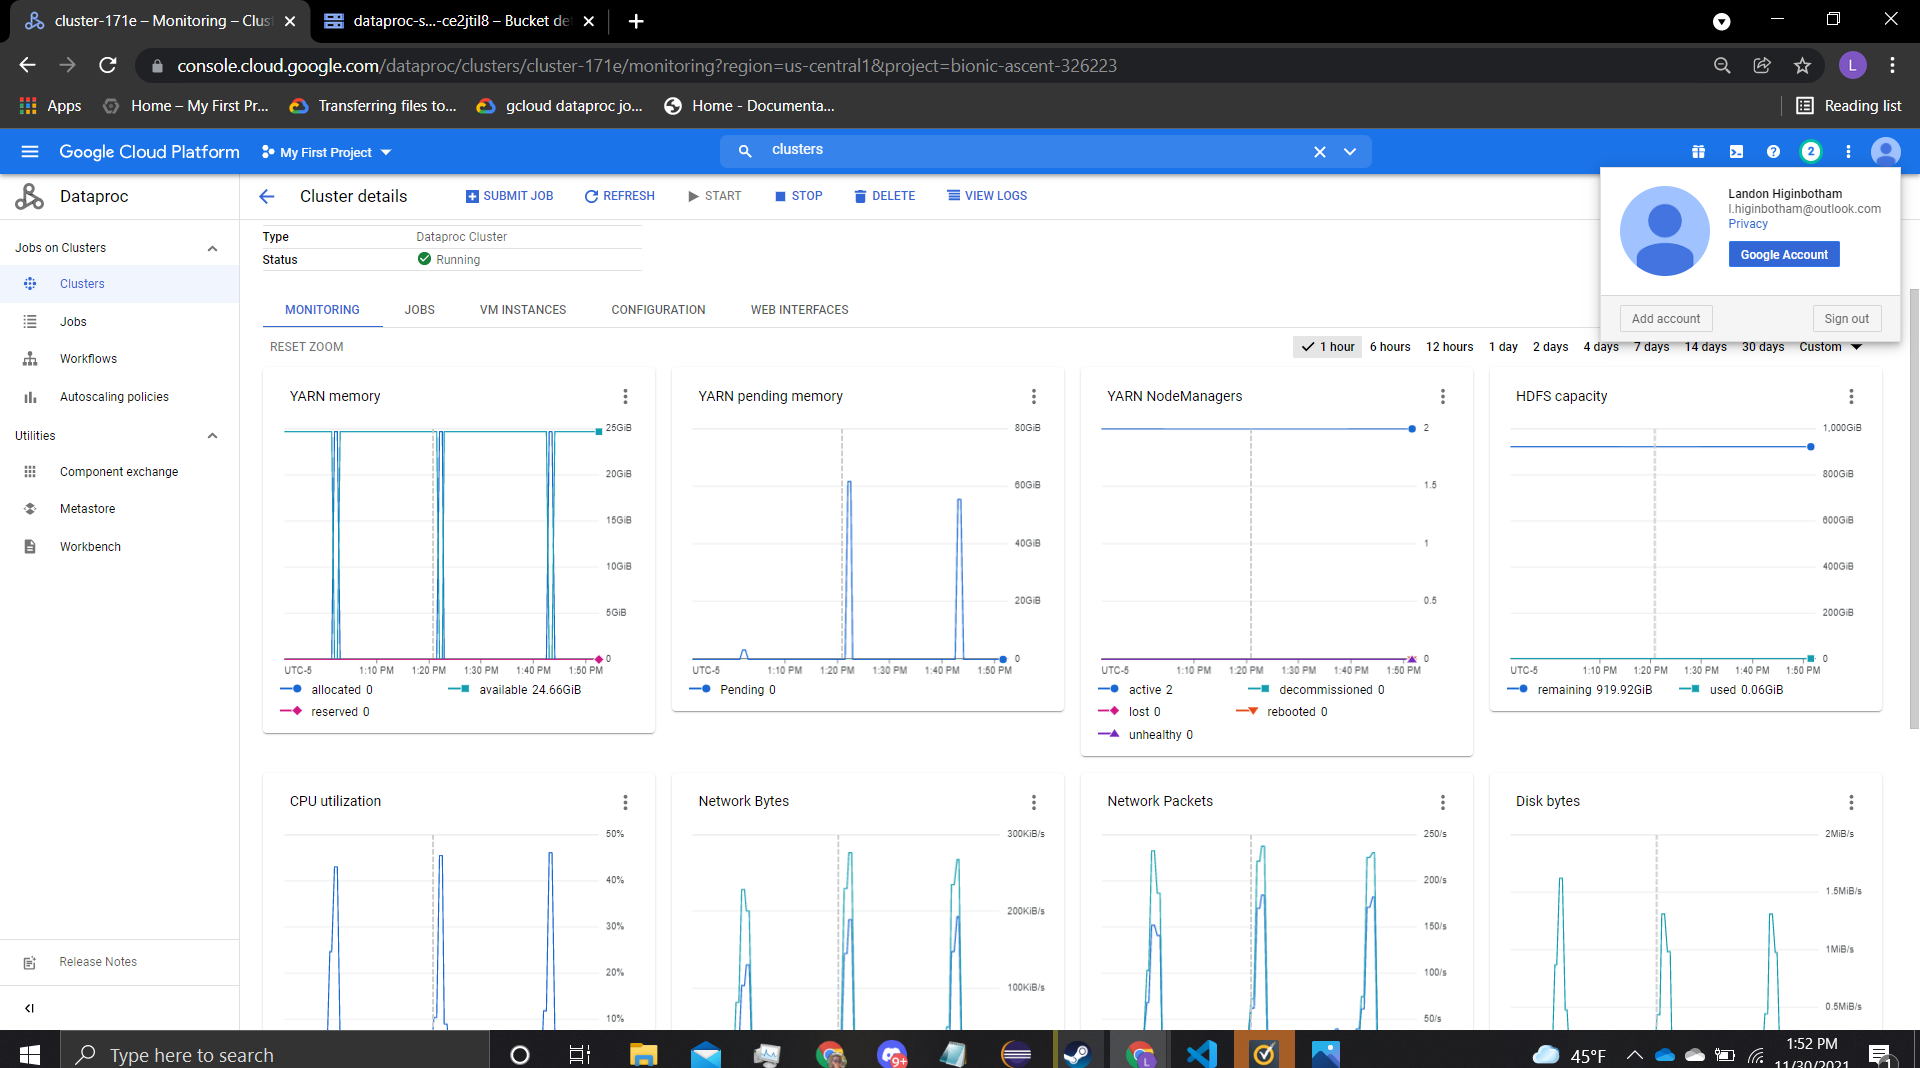 cluster-171e – Monitoring – Clust
dataproc-s...-ce2jtil8 – Bucket de
console.cloud.google.com/dataproc/clusters/cluster-171e/monitoring?region=us-central1&project=bionic-ascent-326223
L
Apps
Home – My First Pr...
Transferring files to...
gcloud dataproc jo...
Home - Documenta...
Reading list
Google Cloud Platform
My First Project
clusters
2
Dataproc
Cluster details
SUBMIT JOB
REFRESH
START
STOP
DELETE
VIEW LOGS
Landon Higinbotham
l.higinbotham@outlook.com
Privacy
Google Account
Add account
Sign out
Jobs on Clusters
Clusters
Jobs
Workflows
Autoscaling policies
Utilities
Component exchange
Metastore
Workbench
Release Notes
Type Dataproc Cluster
Status Running
MONITORING
JOBS
VM INSTANCES
CONFIGURATION
WEB INTERFACES
RESET ZOOM
1 hour 6 hours 12 hours 1 day 2 days 4 days 7 days 14 days 30 days Custom
YARN memory
25GiB
20GiB
15GiB
10GiB
5GiB
0
UTC-5 1:10 PM 1:20 PM 1:30 PM 1:40 PM 1:50 PM
allocated 0 available 24.66GiB
reserved 0
YARN pending memory
80GiB
60GiB
40GiB
20GiB
0
UTC-5 1:10 PM 1:20 PM 1:30 PM 1:40 PM 1:50 PM
Pending 0
YARN NodeManagers
2
1.5
1
0.5
0
UTC-5 1:10 PM 1:20 PM 1:30 PM 1:40 PM 1:50 PM
active 2 decommissioned 0
lost 0 rebooted 0
unhealthy 0
HDFS capacity
1,000GiB
800GiB
600GiB
400GiB
200GiB
0
UTC-5 1:10 PM 1:20 PM 1:30 PM 1:40 PM 1:50 PM
remaining 919.92GiB used 0.06GiB
CPU utilization
50%
40%
30%
20%
10%
Network Bytes
300KiB/s
200KiB/s
100KiB/s
Network Packets
250/s
200/s
150/s
100/s
50/s
Disk bytes
2MiB/s
1.5MiB/s
1MiB/s
0.5MiB/s
Type here to search
9+
L
45°F
1:52 PM
11/30/2021
1